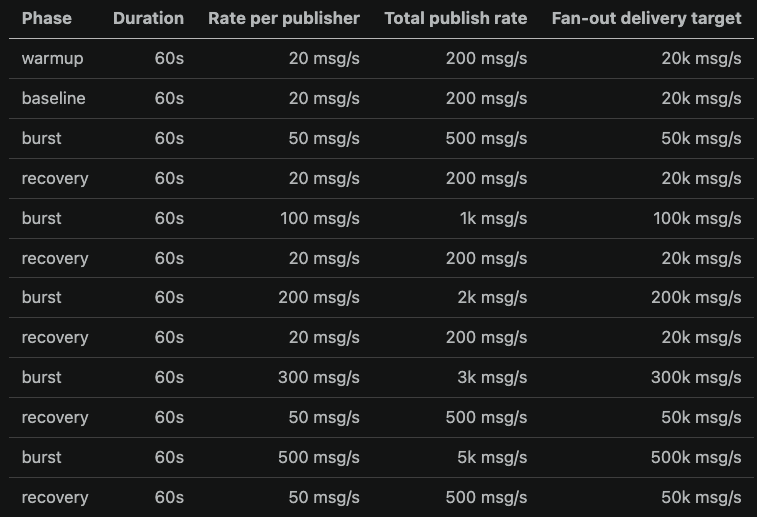 Phase Duration Rate per publisher Total publish rate Fan-out delivery target
warmup 60s 20 msg/s 200 msg/s 20k msg/s
baseline 60s 20 msg/s 200 msg/s 20k msg/s
burst 60s 50 msg/s 500 msg/s 50k msg/s
recovery 60s 20 msg/s 200 msg/s 20k msg/s
burst 60s 100 msg/s 1k msg/s 100k msg/s
recovery 60s 20 msg/s 200 msg/s 20k msg/s
burst 60s 200 msg/s 2k msg/s 200k msg/s
recovery 60s 20 msg/s 200 msg/s 20k msg/s
burst 60s 300 msg/s 3k msg/s 300k msg/s
recovery 60s 50 msg/s 500 msg/s 50k msg/s
burst 60s 500 msg/s 5k msg/s 500k msg/s
recovery 60s 50 msg/s 500 msg/s 50k msg/s